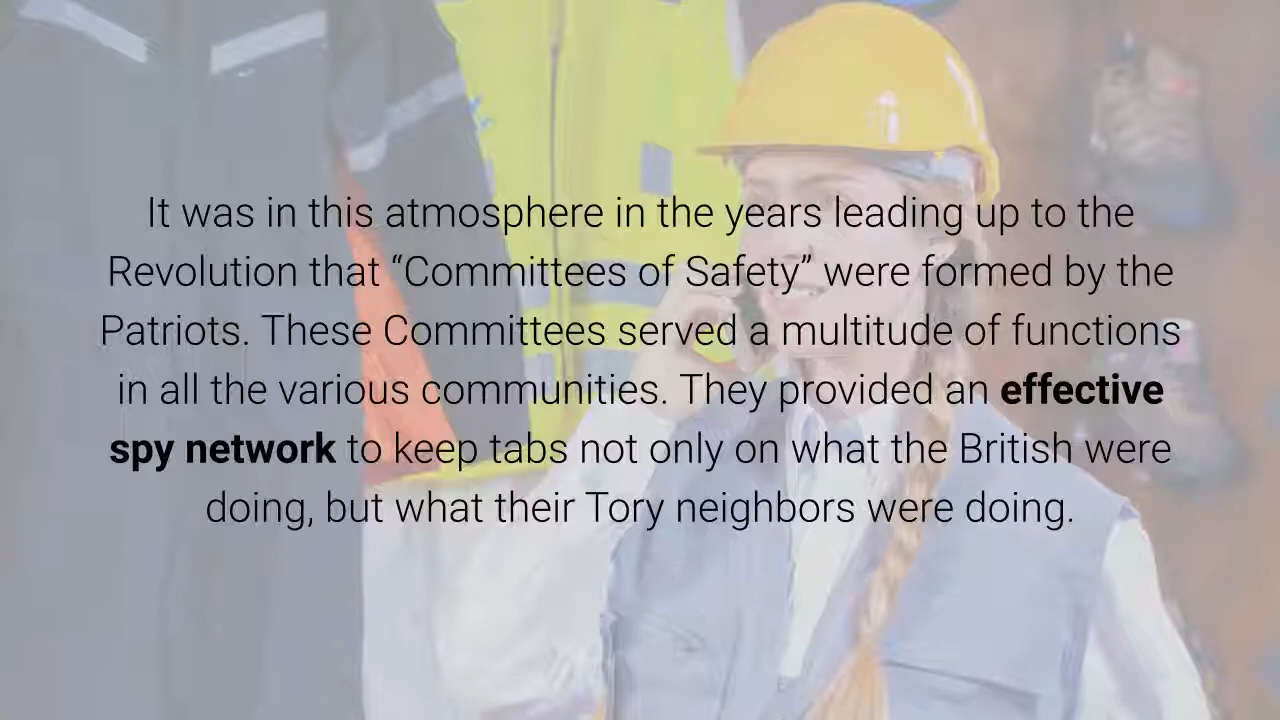 It was in this atmosphere in the years leading up to the
Revolution that “Committees of Safety” were formed by the
Patriots. These Committees served a multitude of functions
in all the various communities. They provided an effective
spy network to keep tabs not only on what the British were
doing, but what their Tory neighbors were doing.